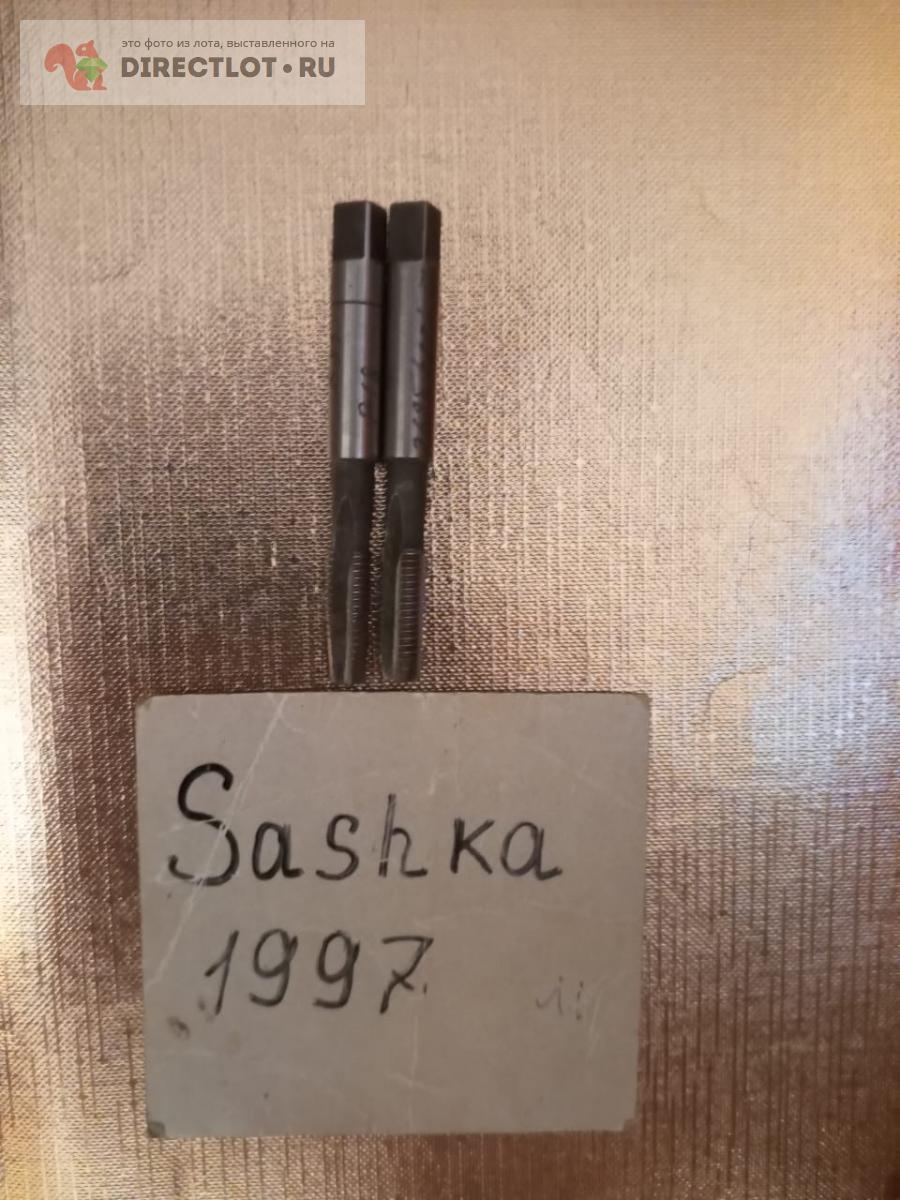 это фото из лота, выставленного на
DIRECTLOT•RU
Sashka
1997